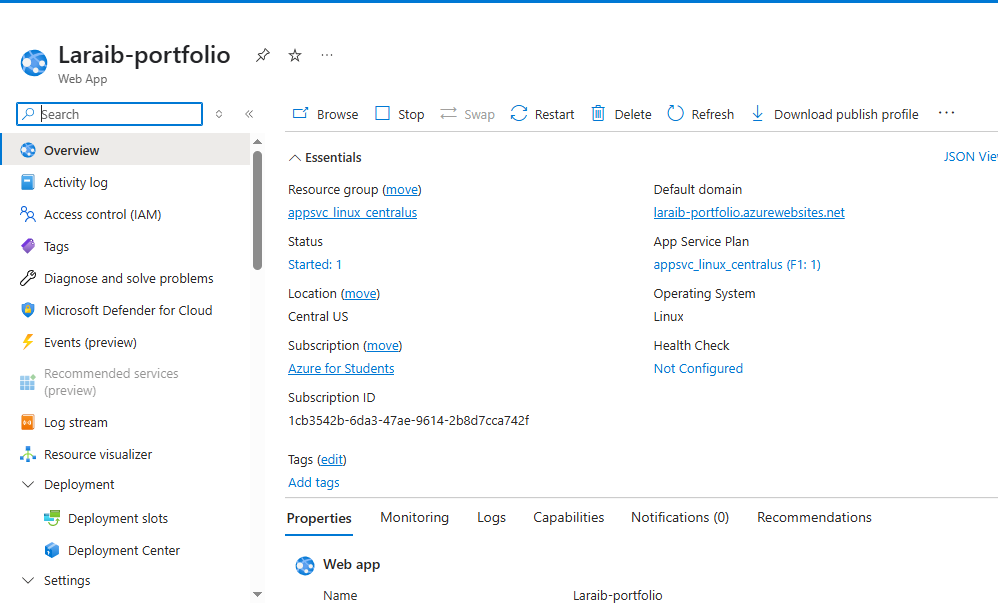 Laraib-portfolio
Web App
Search
Overview
Activity log
Access control (IAM)
Tags
Diagnose and solve problems
Microsoft Defender for Cloud
Events (preview)
Recommended services
(preview)
Log stream
Resource visualizer
Deployment
Deployment slots
Deployment Center
Settings
Browse Stop Swap Restart Delete Refresh Download publish profile
Essentials
JSON Vie
Resource group (move)
appsvc_linux_centralus
Status
Started: 1
Location (move)
Central US
Subscription (move)
Azure for Students
Subscription ID
1cb3542b-6da3-47ae-9614-2b8d7cca742f
Default domain
laraib-portfolio.azurewebsites.net
App Service Plan
appsvc_linux_centralus (F1: 1)
Operating System
Linux
Health Check
Not Configured
Tags (edit)
Add tags
Properties Monitoring Logs Capabilities Notifications (0) Recommendations
Web app
Name Laraib-portfolio